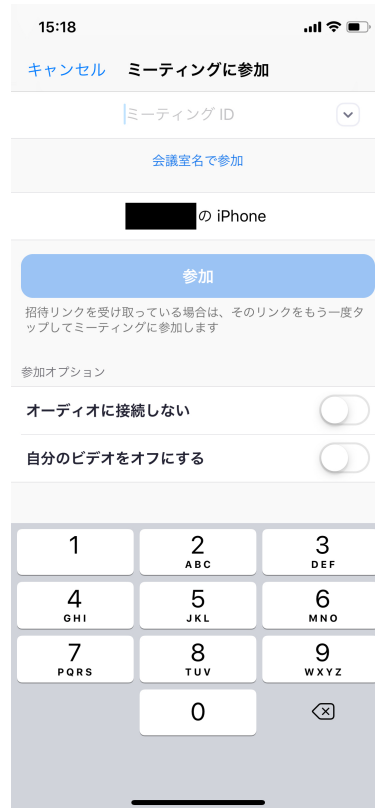 15:18
キャンセル ミーティングに参加
ミーティング ID
会議室名で参加
の iPhone
参加
招待リンクを受け取っている場合は、そのリンクをもう一度タ
ップしてミーティングに参加します
参加オプション
オーディオに接続しない
自分のビデオをオフにする
1 2 3
ABC DEF
4 5 6
GHI JKL MNO
7 8 9
PQRS TUV WXYZ
0